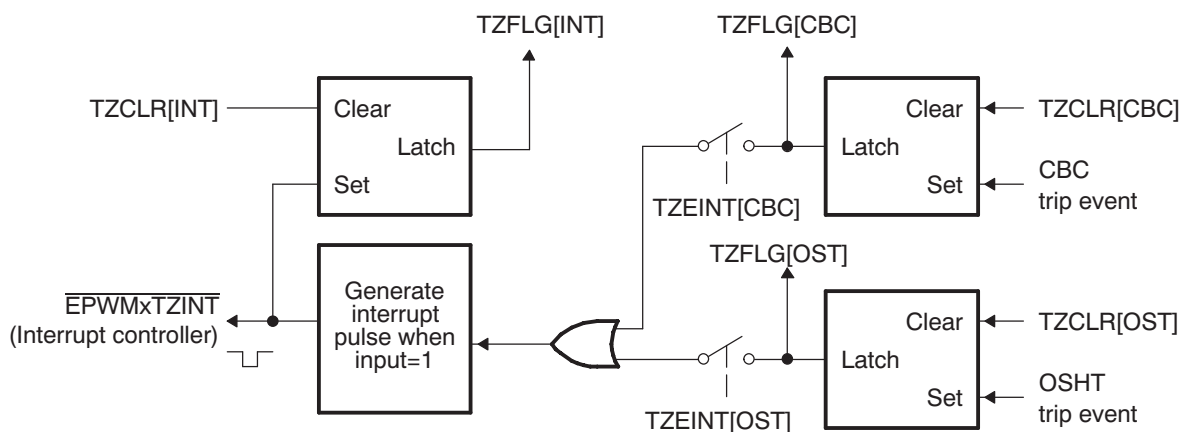 TZFLG[INT]
TZFLG[CBC]
TZCLR[INT]
Clear
Latch
Set
Clear
TZCLR[CBC]
Latch
Set
CBC
trip event
TZEINT[CBC]
TZFLG[OST]
EPWMxTZINT
(Interrupt controller)
Generate
interrupt
pulse when
input=1
Clear
TZCLR[OST]
Latch
Set
OSHT
trip event
TZEINT[OST]